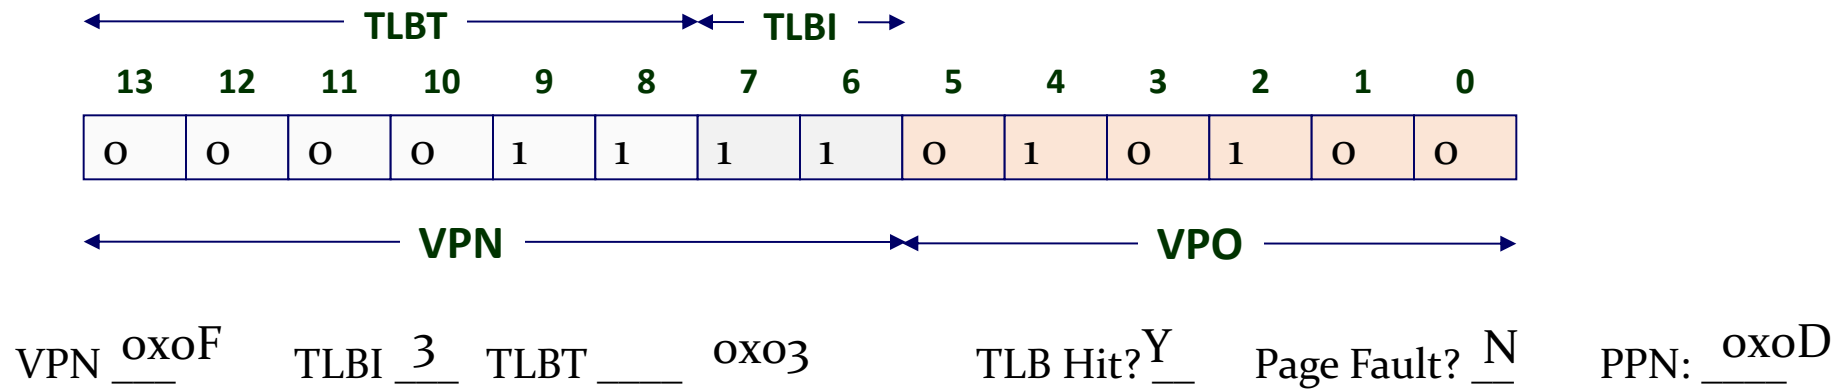 TLBT TLBI
13 12 11 10 9 8 7 6 5 4 3 2 1 0
0 0 0 0 1 1 1 1 0 1 0 1 0 0
VPN VPO
VPN 0x0F TLBI 3 TLBT ____ 0x03 TLB Hit? Y Page Fault? N PPN: 0x0D